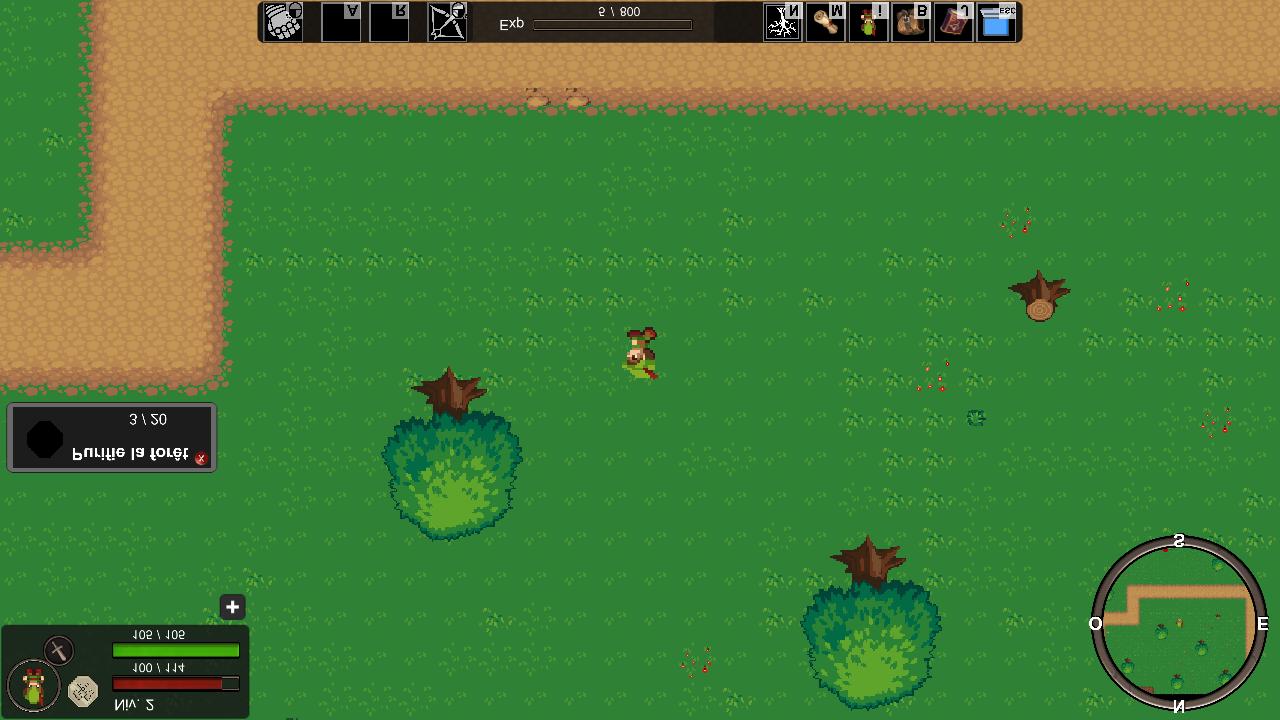 Niv. 2
100 / 114
105 / 105
+
N
O
E
S
Purifie la forêt
x
3 / 20
A
R
Exp
5 / 800
N
M
I
B
J
ESC